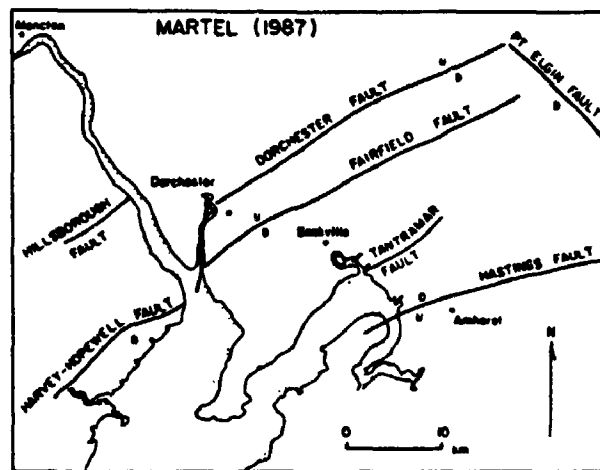 Moncton
MARTEL (1987)
PT ELGIN FAULT
U
D
DORCHESTER FAULT
D
FAIRFIELD FAULT
Dorchester
U
D
HILLSBOROUGH
FAULT
Sackville
TANTRAMAR
FAULT
HASTINGS FAULT
D
U
Amherst
HARVEY-HOPEWELL FAULT
D
N
0 10
km